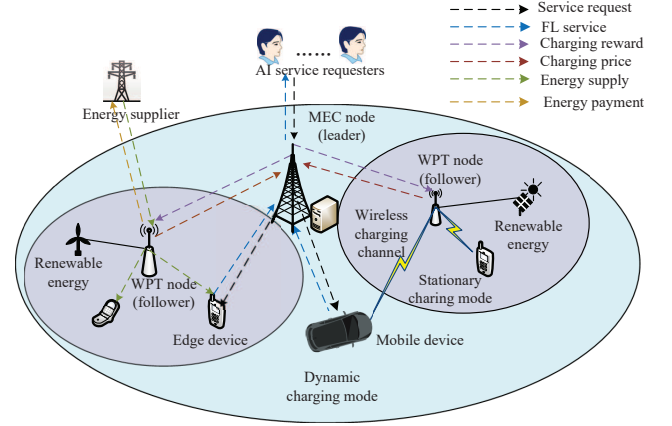 Service request
FL service
Charging reward
Charging price
Energy supply
Energy payment
......
AI service requesters
Energy supplier
MEC node
(leader)
WPT node
(follower)
Renewable
energy
Wireless
charging
channel
Stationary
charing mode
Renewable
energy
WPT node
(follower)
Edge device
Mobile device
Dynamic
charging mode